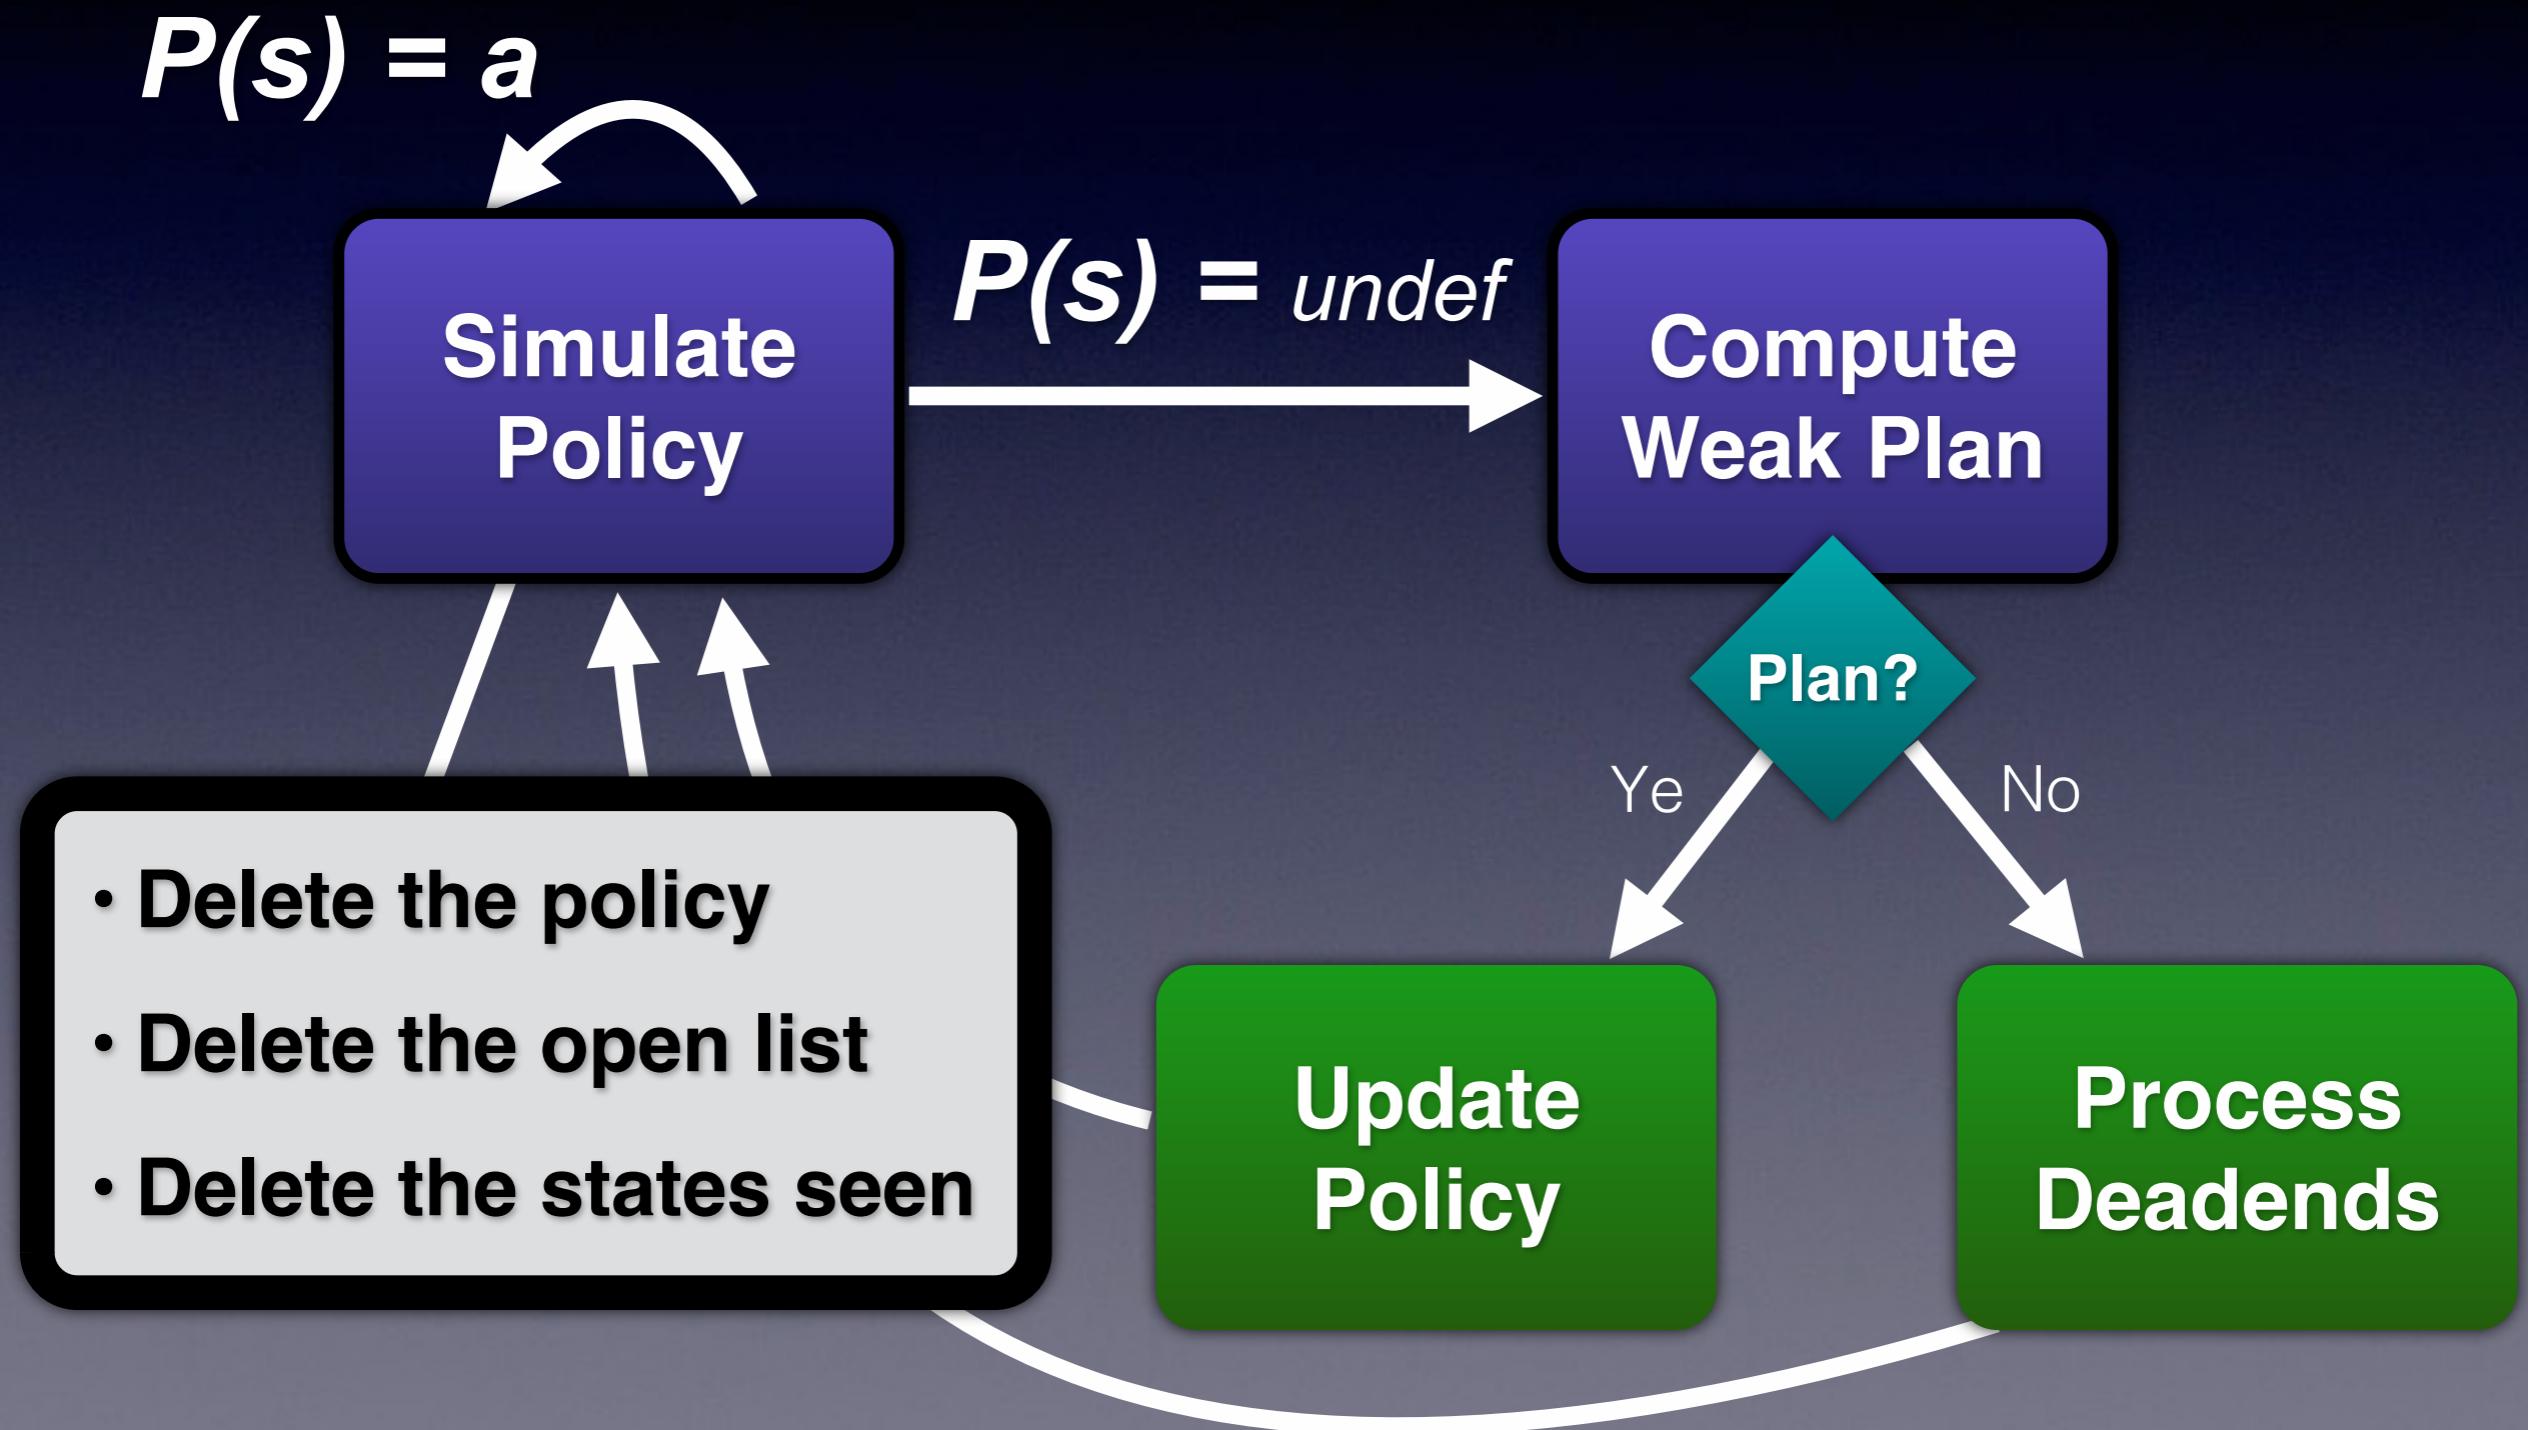 P(s) = a
P(s) = undef
Simulate
Policy
Compute
Weak Plan
Plan?
Ye
No
• Delete the policy
• Delete the open list
• Delete the states seen
Update
Policy
Process
Deadends